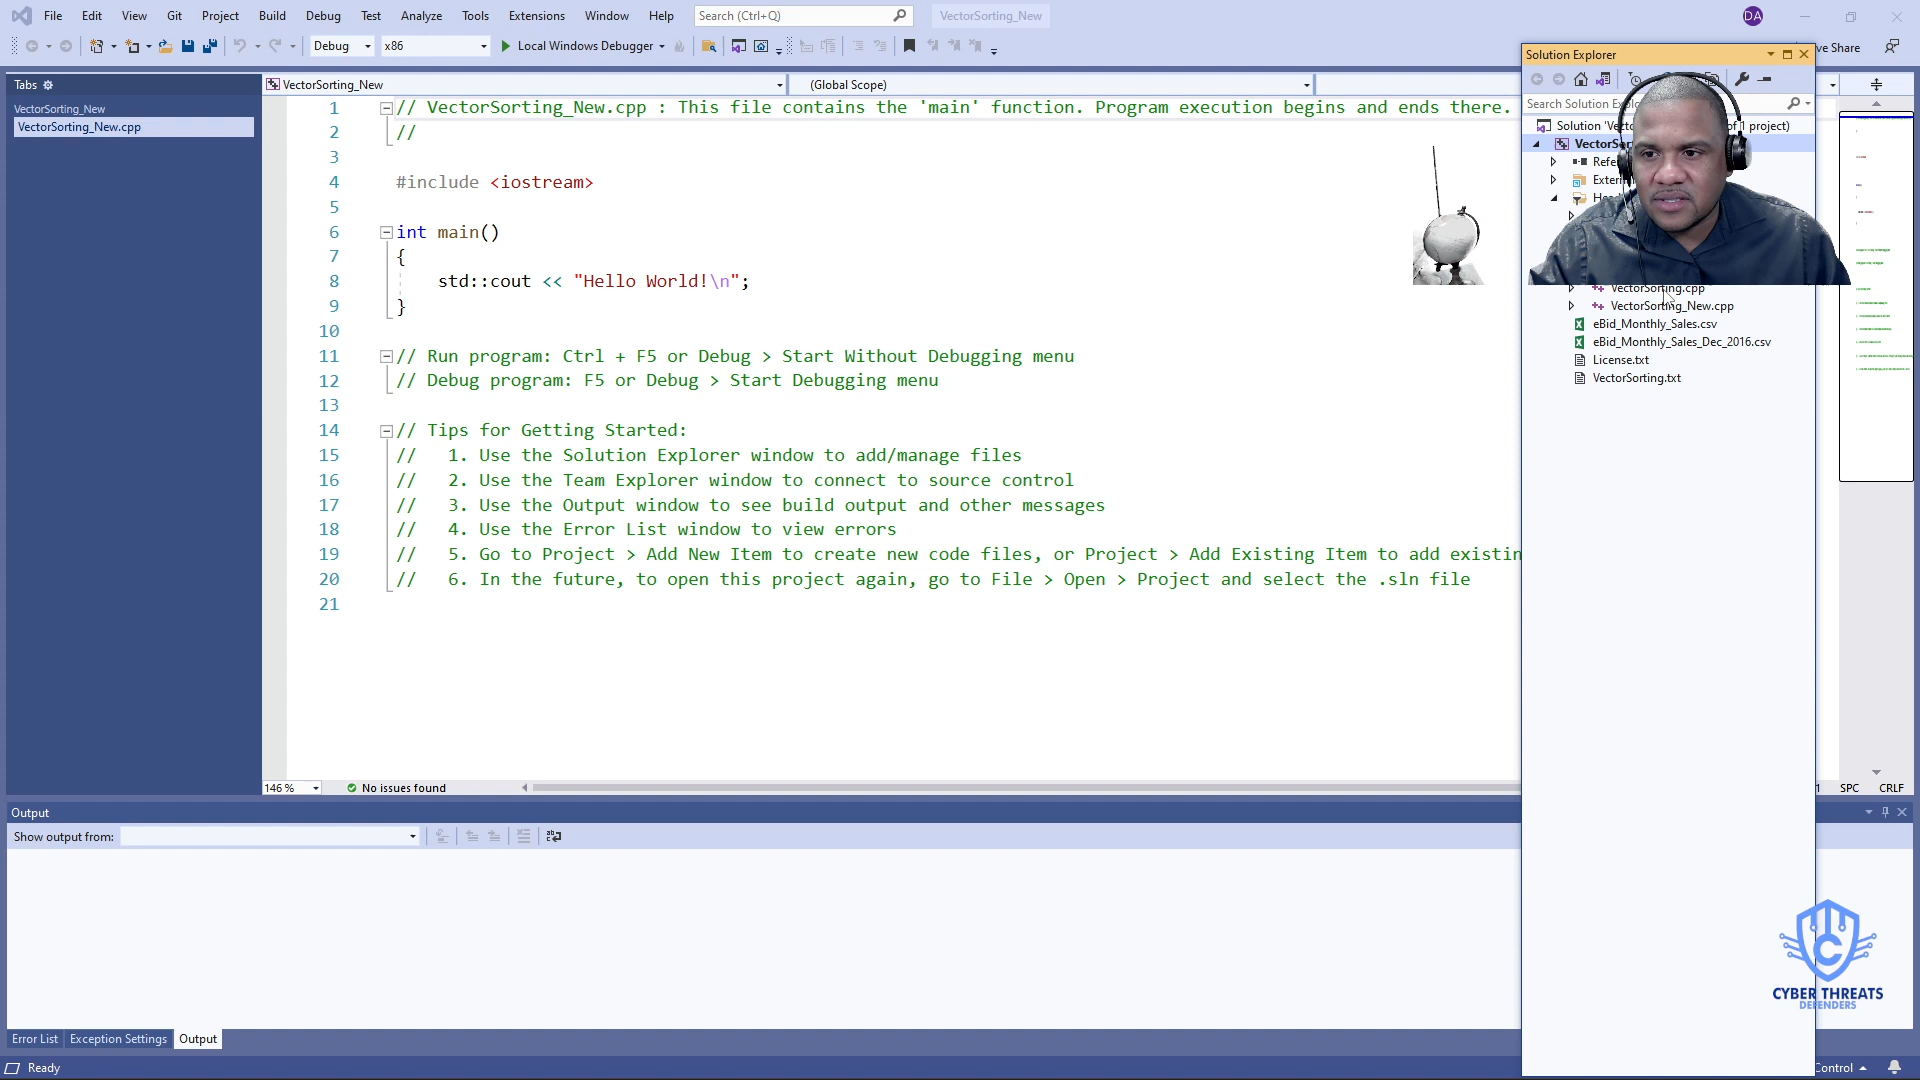 File Edit View Git Project Build Debug Test Analyze Tools Extensions Window Help Search (Ctrl+Q) VectorSorting_New DA
Debug x86 Local Windows Debugger Share
Solution Explorer
Tabs VectorSorting_New (Global Scope)
VectorSorting_New
VectorSorting_New.cpp
1 // VectorSorting_New.cpp : This file contains the 'main' function. Program execution begins and ends there.
2 //
3
4 #include <iostream>
5
6 int main()
7 {
8 std::cout << "Hello World!\n";
9 }
10
11 // Run program: Ctrl + F5 or Debug > Start Without Debugging menu
12 // Debug program: F5 or Debug > Start Debugging menu
13
14 // Tips for Getting Started:
15 // 1. Use the Solution Explorer window to add/manage files
16 // 2. Use the Team Explorer window to connect to source control
17 // 3. Use the Output window to see build output and other messages
18 // 4. Use the Error List window to view errors
19 // 5. Go to Project > Add New Item to create new code files, or Project > Add Existing Item to add existin
20 // 6. In the future, to open this project again, go to File > Open > Project and select the .sln file
21
Search Solution
Solution 'Vecto of 1 project)
VectorSor
Refe
Extern
VectorSorting.cpp
VectorSorting_New.cpp
eBid_Monthly_Sales.csv
eBid_Monthly_Sales_Dec_2016.csv
License.txt
VectorSorting.txt
146 % No issues found SPC CRLF
Output
Show output from:
CYBER THREATS
DEFENDERS
Error List Exception Settings Output
Ready Control